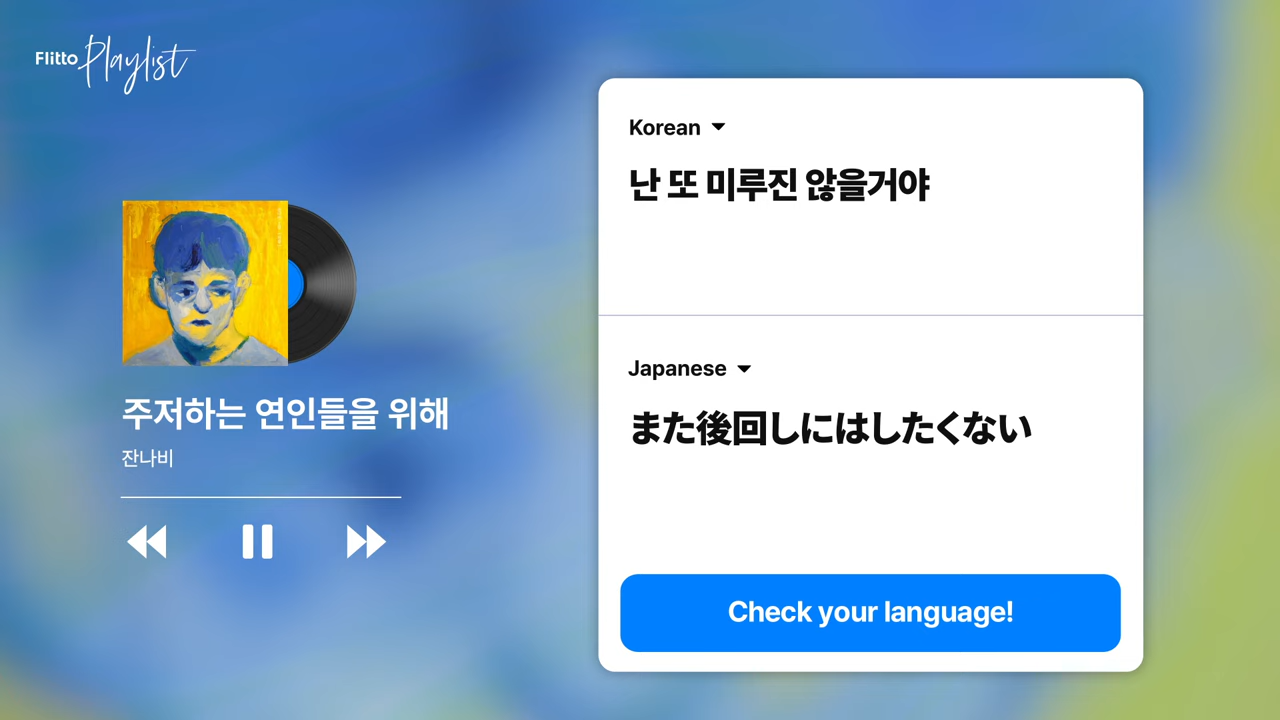 Flitto Playlist
주저하는 연인들을 위해
잔나비
Korean
난 또 미루진 않을거야
Japanese
また後回しにはしたくない
Check your language!